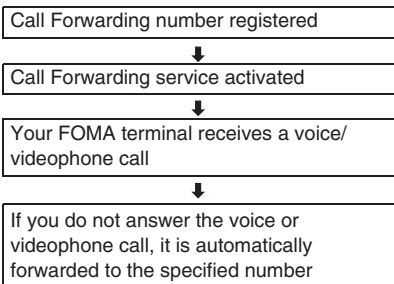 Call Forwarding number registered
Call Forwarding service activated
Your FOMA terminal receives a voice/
videophone call
If you do not answer the voice or
videophone call, it is automatically
forwarded to the specified number